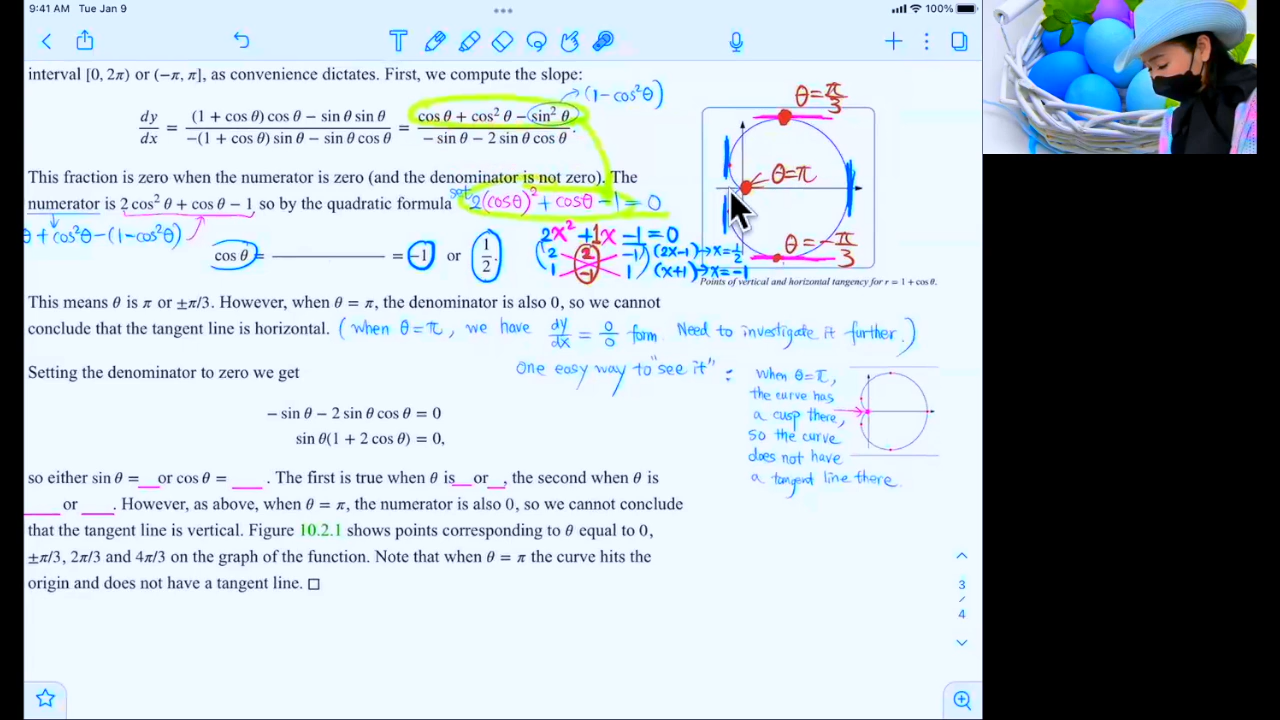 9:41 AM Tue Jan 9
100%
interval [0, 2π) or (−π, π], as convenience dictates. First, we compute the slope:
(1-cos²θ)
dy/dx = (1 + cos θ) cos θ − sin θ sin θ / −(1 + cos θ) sin θ − sin θ cos θ = cos θ + cos² θ − sin² θ / − sin θ − 2 sin θ cos θ.
This fraction is zero when the numerator is zero (and the denominator is not zero). The
set
numerator is 2 cos² θ + cos θ − 1, so by the quadratic formula 2(cosθ)² + cosθ - 1 = 0
θ + cos²θ - (1-cos²θ)
2x² + 1x - 1 = 0
cos θ = ________ = −1 or 1/2.
2 2 -1 (2x-1) → x = 1/2
1 -1 1 (x+1) → x = -1
θ = π/3
θ = π
θ = -π/3
Points of vertical and horizontal tangency for r = 1 + cos θ.
This means θ is π or ±π/3. However, when θ = π, the denominator is also 0, so we cannot
conclude that the tangent line is horizontal. (when θ=π, we have dy/dx = 0/0 form. Need to investigate it further.)
One easy way to "see it" :
when θ=π,
the curve has
a cusp there,
so the curve
does not have
a tangent line there.
Setting the denominator to zero we get
− sin θ − 2 sin θ cos θ = 0
sin θ(1 + 2 cos θ) = 0,
so either sin θ = __ or cos θ = ___ . The first is true when θ is __ or __, the second when θ is
___ or ___. However, as above, when θ = π, the numerator is also 0, so we cannot conclude
that the tangent line is vertical. Figure 10.2.1 shows points corresponding to θ equal to 0,
±π/3, 2π/3 and 4π/3 on the graph of the function. Note that when θ = π the curve hits the
origin and does not have a tangent line. □
3
/
4